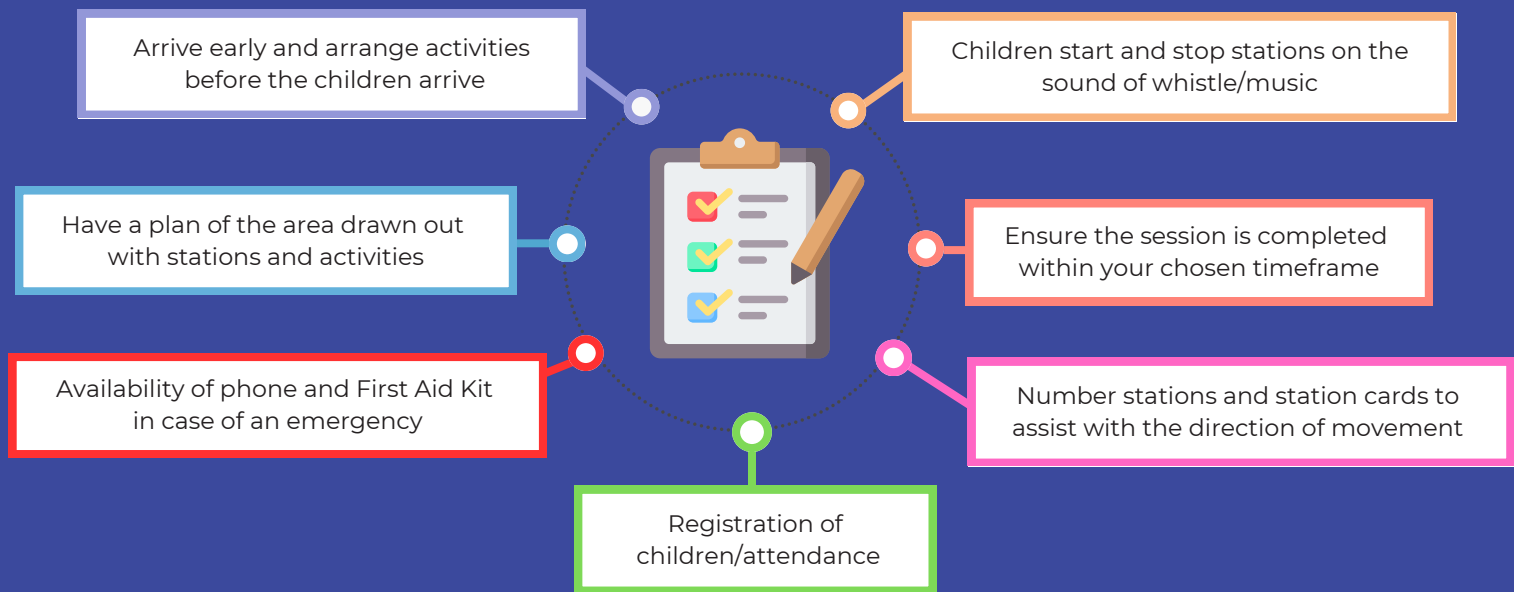 Arrive early and arrange activities
before the children arrive
Children start and stop stations on the
sound of whistle/music
Have a plan of the area drawn out
with stations and activities
Ensure the session is completed
within your chosen timeframe
Availability of phone and First Aid Kit
in case of an emergency
Number stations and station cards to
assist with the direction of movement
Registration of
children/attendance